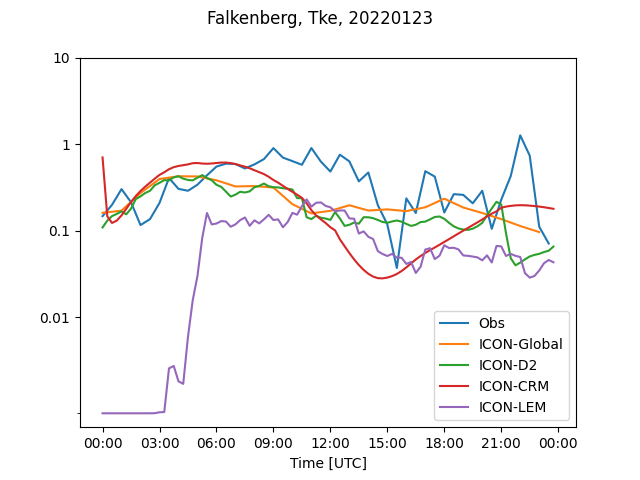 Falkenberg, Tke, 20220123
10
1
0.1
0.01
Obs
ICON-Global
ICON-D2
ICON-CRM
ICON-LEM
00:00 03:00 06:00 09:00 12:00 15:00 18:00 21:00 00:00
Time [UTC]